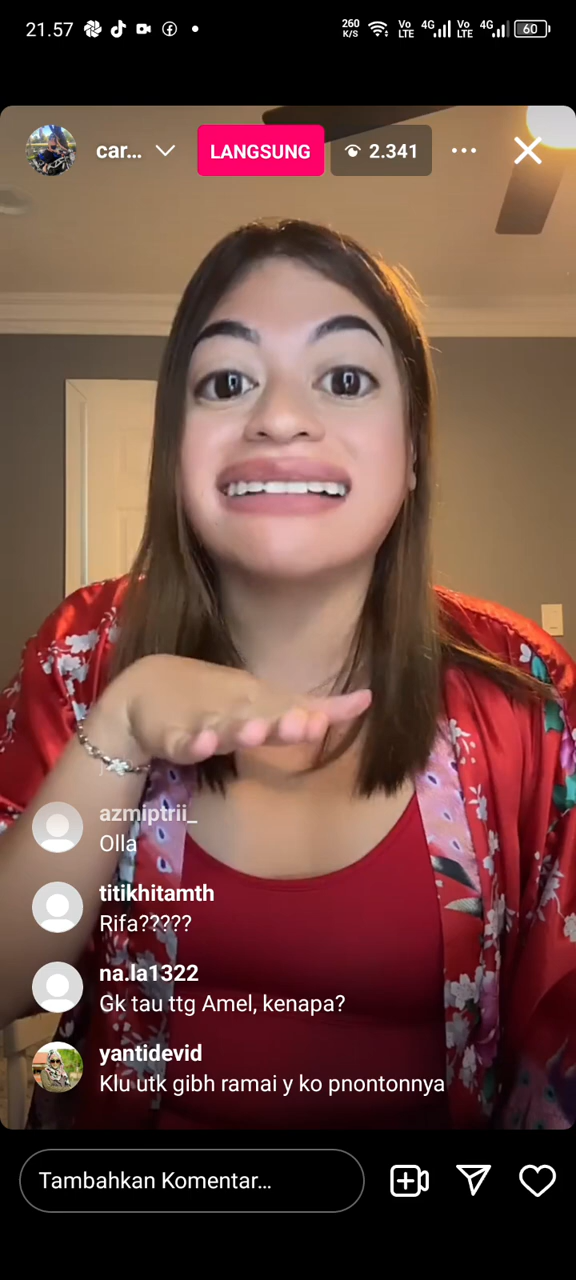 21.57
260 K/S
Vo LTE
4G
Vo LTE
4G
60
car...
LANGSUNG
2.341
azmiptrii_
Olla
titikhitamth
Rifa?????
na.la1322
Gk tau ttg Amel, kenapa?
yantidevid
Klu utk gibh ramai y ko pnontonnya
Tambahkan Komentar...